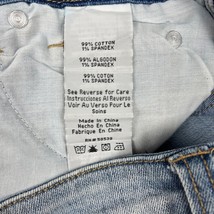 99% COTTON
1% SPANDEX
99% ALGODON
1% SPANDEX
99% COTON
1% SPANDEX
See Reverse for Care
Instrucciones Al Reverso
Voir Au Verso Pour Le
Soins
Made In China
Hecho En China
Fabrique En China